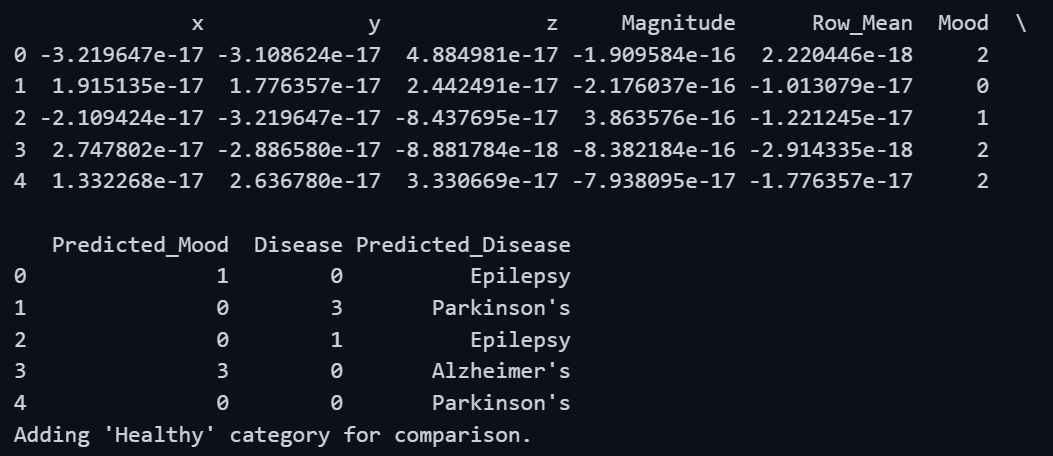 x y z Magnitude Row_Mean Mood \
0 -3.219647e-17 -3.108624e-17 4.884981e-17 -1.909584e-16 2.220446e-18 2
1 1.915135e-17 1.776357e-17 2.442491e-17 -2.176037e-16 -1.013079e-17 0
2 -2.109424e-17 -3.219647e-17 -8.437695e-17 3.863576e-16 -1.221245e-17 1
3 2.747802e-17 -2.886580e-17 -8.881784e-18 -8.382184e-16 -2.914335e-18 2
4 1.332268e-17 2.636780e-17 3.330669e-17 -7.938095e-17 -1.776357e-17 2
Predicted_Mood Disease Predicted_Disease
0 1 0 Epilepsy
1 0 3 Parkinson's
2 0 1 Epilepsy
3 3 0 Alzheimer's
4 0 0 Parkinson's
Adding 'Healthy' category for comparison.